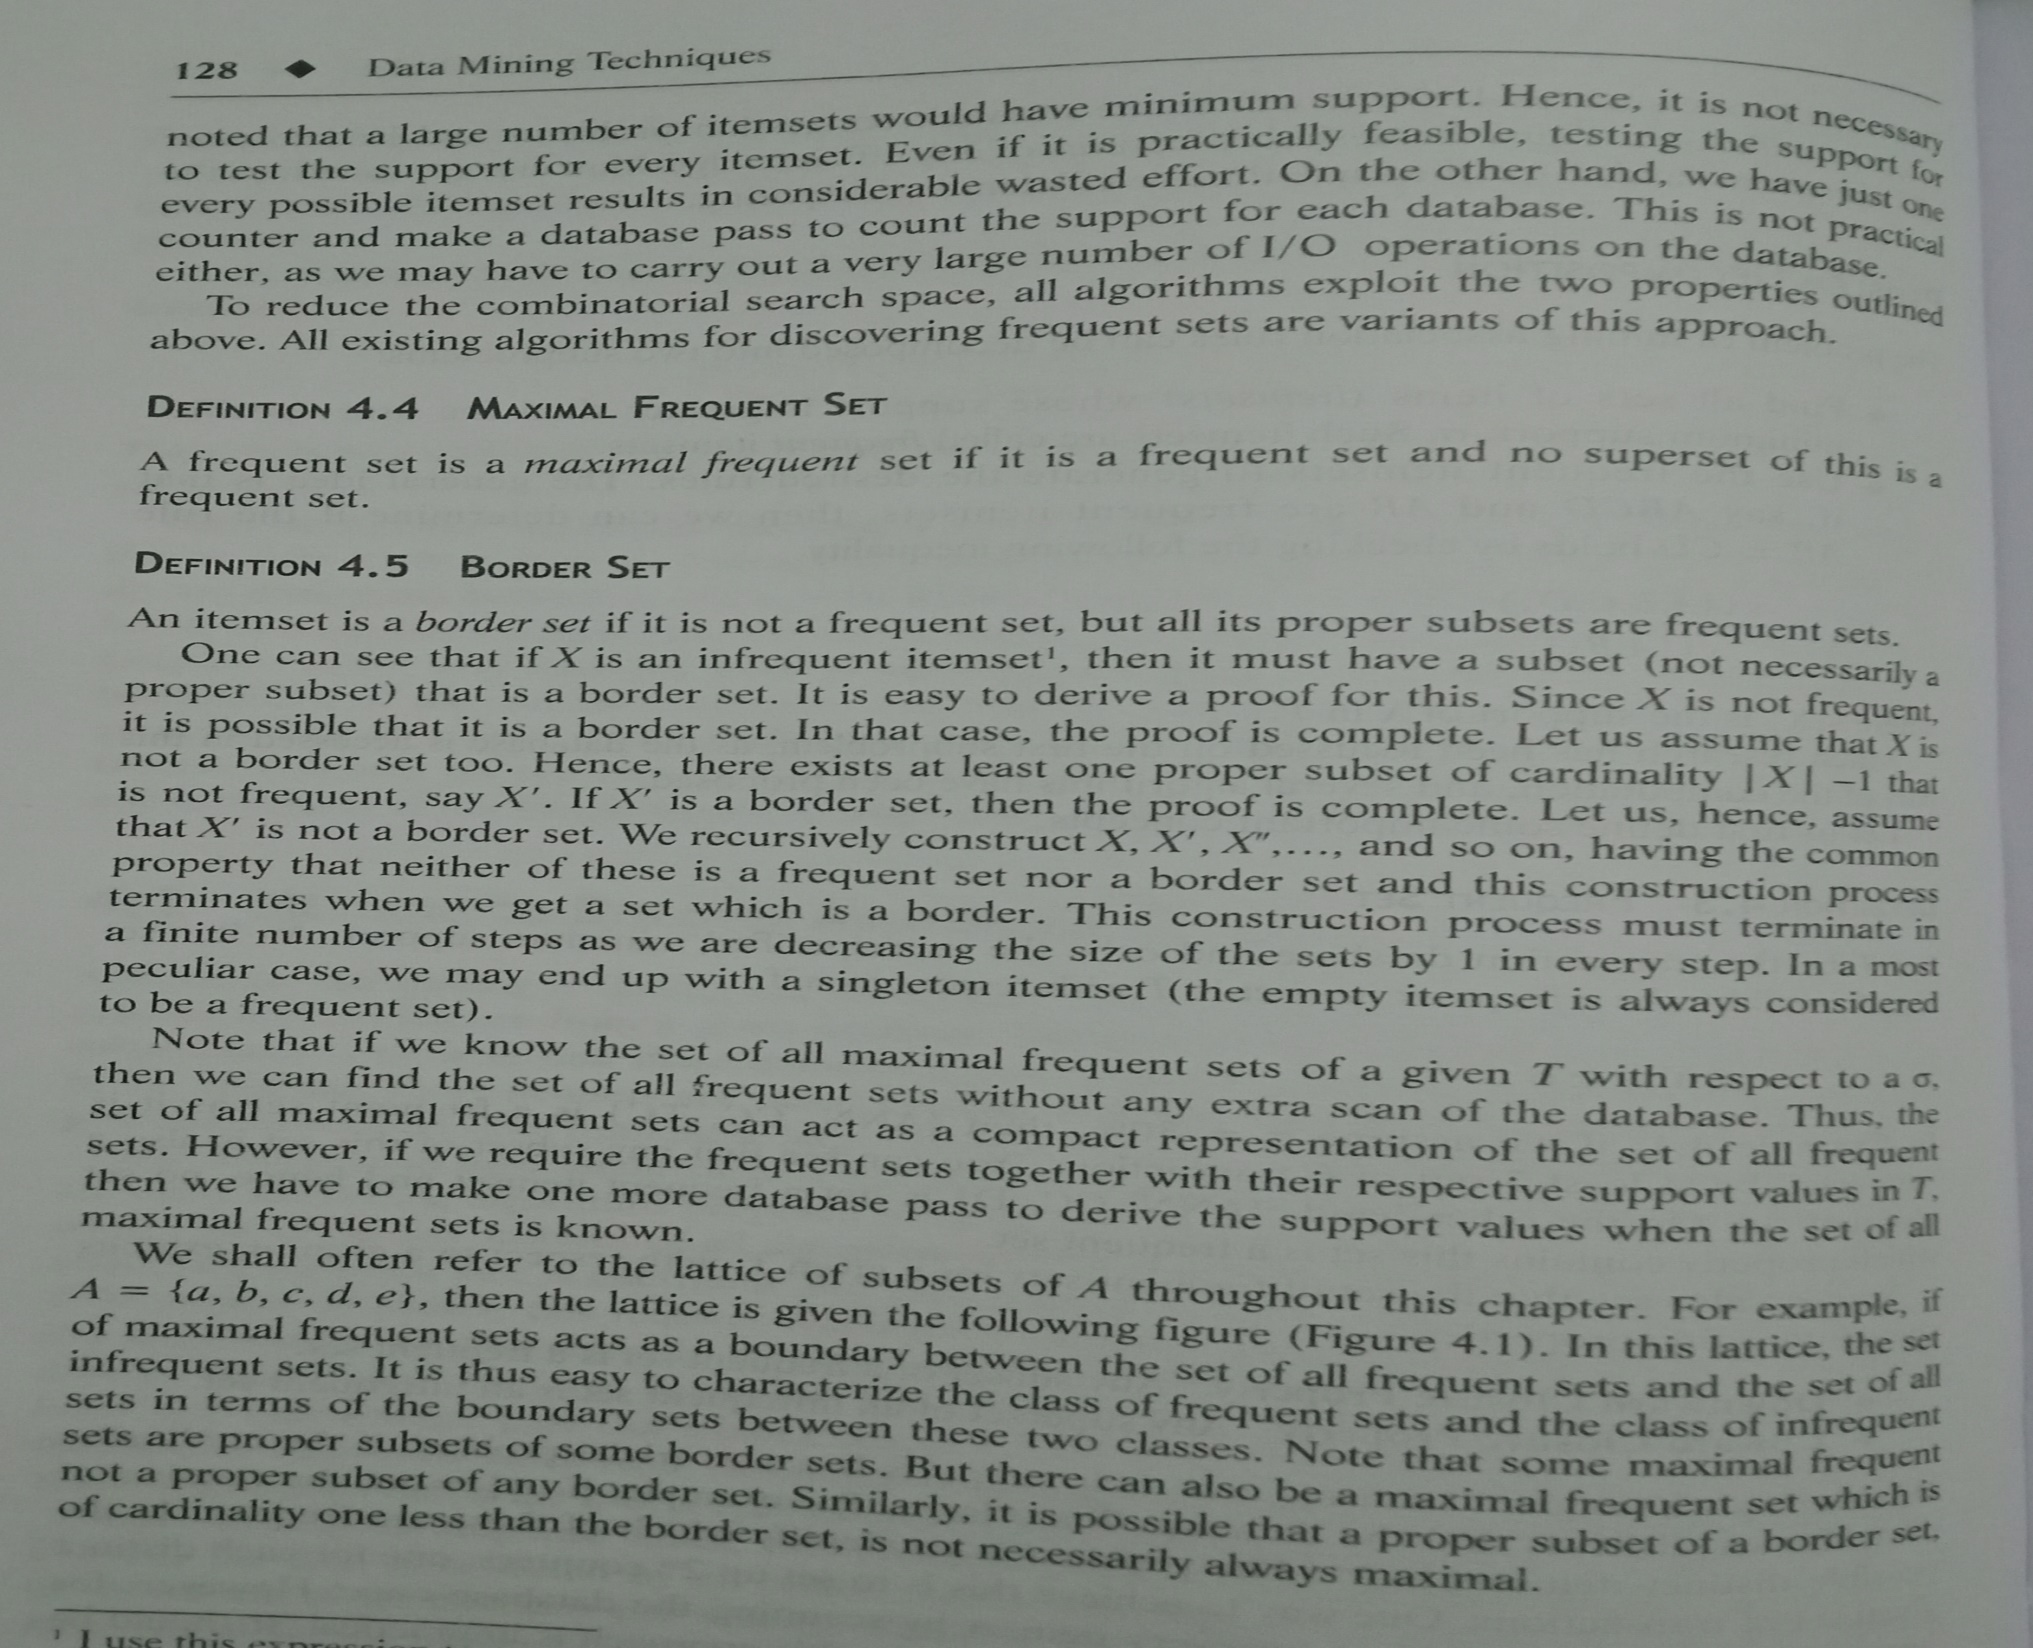 128 ◆ Data Mining Techniques
noted that a large number of itemsets would have minimum support. Hence, it is not necessary
to test the support for every itemset. Even if it is practically feasible, testing the support for
every possible itemset results in considerable wasted effort. On the other hand, we have just one
counter and make a database pass to count the support for each database. This is not practical
either, as we may have to carry out a very large number of I/O operations on the database.
To reduce the combinatorial search space, all algorithms exploit the two properties outlined
above. All existing algorithms for discovering frequent sets are variants of this approach.
DEFINITION 4.4 MAXIMAL FREQUENT SET
A frequent set is a maximal frequent set if it is a frequent set and no superset of this is a
frequent set.
DEFINITION 4.5 BORDER SET
An itemset is a border set if it is not a frequent set, but all its proper subsets are frequent sets.
One can see that if X is an infrequent itemset¹, then it must have a subset (not necessarily a
proper subset) that is a border set. It is easy to derive a proof for this. Since X is not frequent,
it is possible that it is a border set. In that case, the proof is complete. Let us assume that X is
not a border set too. Hence, there exists at least one proper subset of cardinality |X| −1 that
is not frequent, say X′. If X′ is a border set, then the proof is complete. Let us, hence, assume
that X′ is not a border set. We recursively construct X, X′, X″,..., and so on, having the common
property that neither of these is a frequent set nor a border set and this construction process
terminates when we get a set which is a border. This construction process must terminate in
a finite number of steps as we are decreasing the size of the sets by 1 in every step. In a most
peculiar case, we may end up with a singleton itemset (the empty itemset is always considered
to be a frequent set).
Note that if we know the set of all maximal frequent sets of a given T with respect to a σ,
then we can find the set of all frequent sets without any extra scan of the database. Thus, the
set of all maximal frequent sets can act as a compact representation of the set of all frequent
sets. However, if we require the frequent sets together with their respective support values in T,
then we have to make one more database pass to derive the support values when the set of all
maximal frequent sets is known.
We shall often refer to the lattice of subsets of A throughout this chapter. For example, if
A = {a, b, c, d, e}, then the lattice is given the following figure (Figure 4.1). In this lattice, the set
of maximal frequent sets acts as a boundary between the set of all frequent sets and the set of all
infrequent sets. It is thus easy to characterize the class of frequent sets and the class of infrequent
sets in terms of the boundary sets between these two classes. Note that some maximal frequent
sets are proper subsets of some border sets. But there can also be a maximal frequent set which is
not a proper subset of any border set. Similarly, it is possible that a proper subset of a border set,
of cardinality one less than the border set, is not necessarily always maximal.
¹ I use this